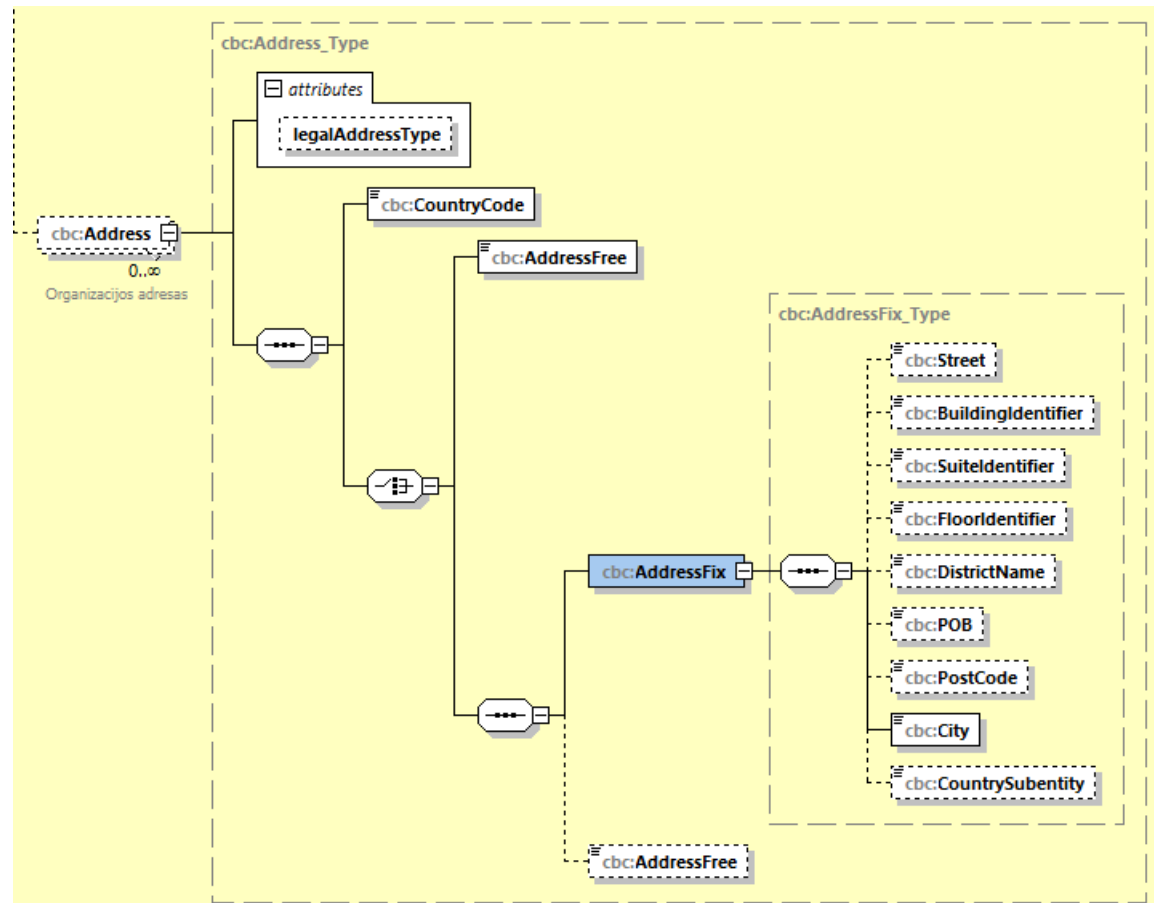 cbc:Address_Type
attributes
legalAddressType
cbc:CountryCode
cbc:Address
0..∞
Organizacijos adresas
cbc:AddressFree
cbc:AddressFix_Type
cbc:Street
cbc:BuildingIdentifier
cbc:SuiteIdentifier
cbc:FloorIdentifier
cbc:AddressFix
cbc:DistrictName
cbc:POB
cbc:PostCode
cbc:City
cbc:CountrySubentity
cbc:AddressFree